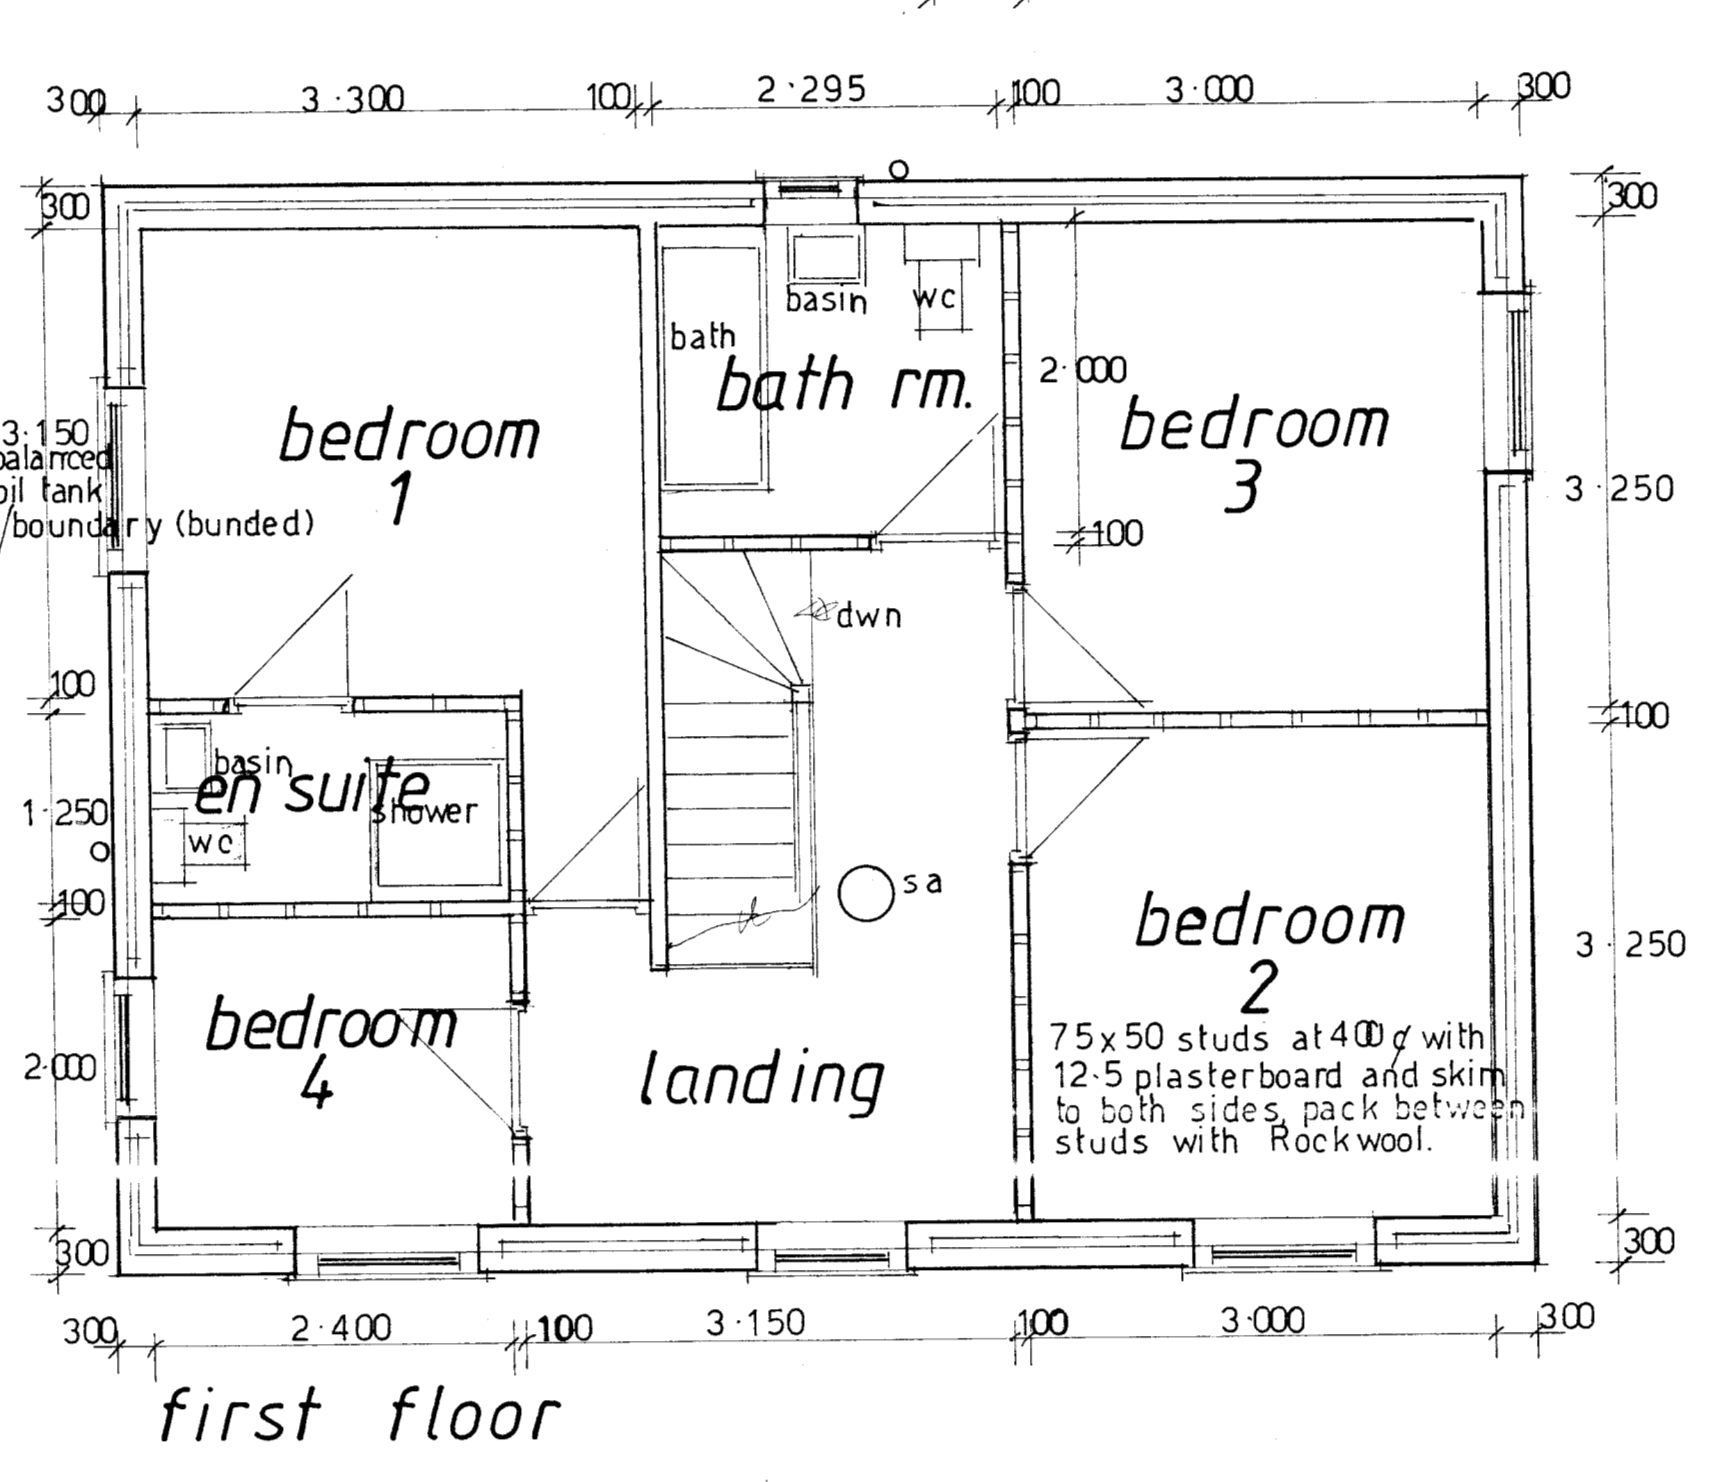 300 3·300 100 2·295 100 3·000 300
300
300
basin
wc
bath
bath rm.
2·000
bedroom
1
bedroom
3
3·150
balanced
oil tank
boundary (bunded)
3·250
100
dwn
100
100
basin
en suite
shower
1·250
wc
sa
100
bedroom
2
3·250
bedroom
4
2·000
landing
75x50 studs at 400 ¢ with
12·5 plasterboard and skim
to both sides, pack between
studs with Rockwool.
300
300
300 2·400 100 3·150 100 3·000 300
first floor